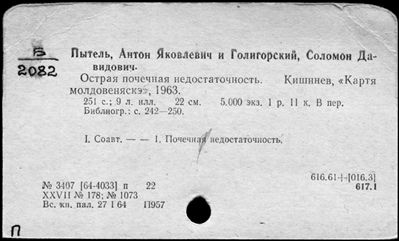 Б
2082
Пытель, Антон Яковлевич и Голигорский, Соломон Да-
видович.
Острая почечная недостаточность. Кишинев, «Картя
молдовеняскэ», 1963.
251 с.; 9 л. илл. 22 см. 5.000 экз. 1 р. 11 к. В пер.
Библиогр.: с. 242—250.
I. Соавт. — — 1. Почечная недостаточность.
616.61+[016.3]
№ 3407 [64-4033] п 22 617.1
XXVII № 178; № 1073
Вс. кн. пал. 27 I 64 П957
П